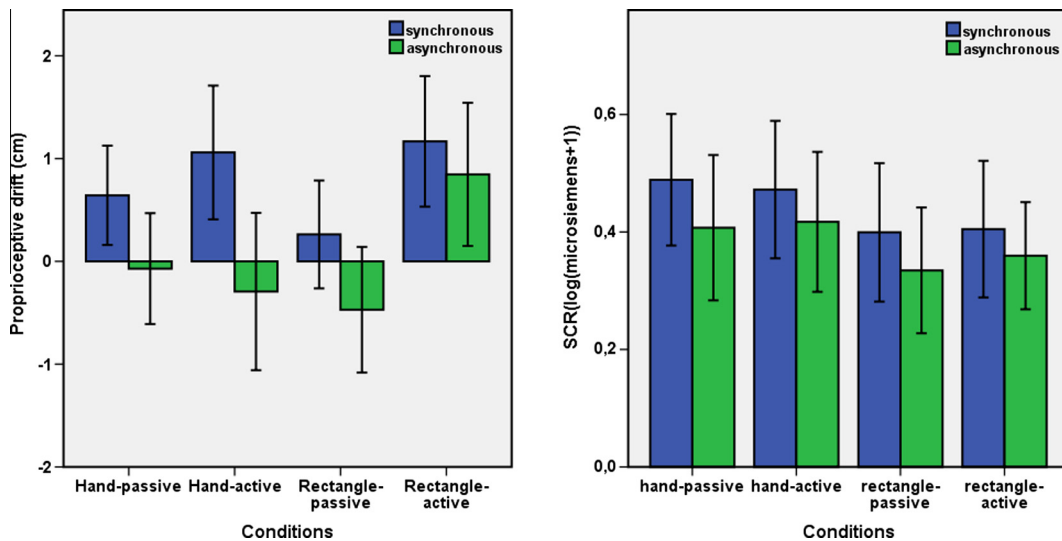 synchronous
asynchronous
Proprioceptive drift (cm)
2
1
0
-1
-2
Hand-passive Hand-active Rectangle- Rectangle-
passive active
Conditions
synchronous
asynchronous
SCR(log(microsiemens+1))
0,6
0,4
0,2
0,0
hand-passive hand-active rectangle- rectangle-
passive active
Conditions